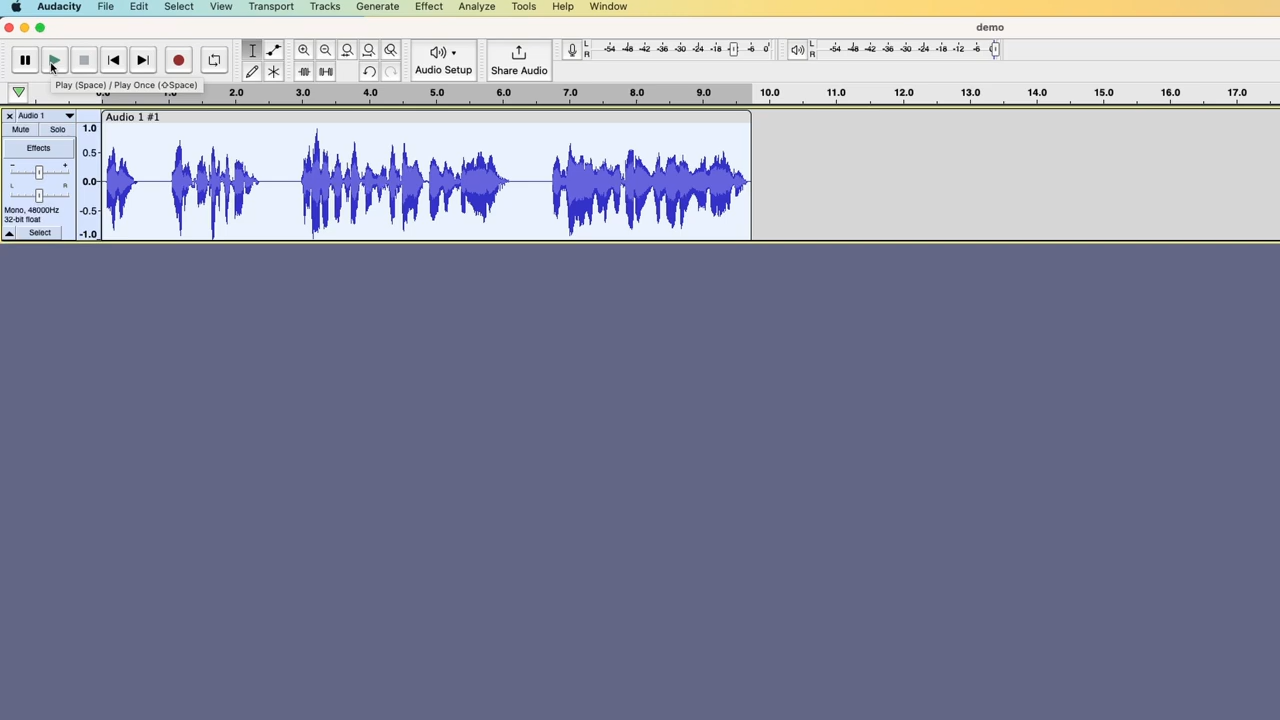 Audacity File Edit Select View Transport Tracks Generate Effect Analyze Tools Help Window
demo
L R -54 -48 -42 -36 -30 -24 -18 -6 0
L R -54 -48 -42 -36 -30 -24 -18 -12 -6
Audio Setup Share Audio
Play (Space) / Play Once (⇧Space)
2.0 3.0 4.0 5.0 6.0 7.0 8.0 9.0 10.0 11.0 12.0 13.0 14.0 15.0 16.0 17.0
Audio 1 Audio 1 #1
Mute Solo 1.0
Effects 0.5
- +
L R 0.0
Mono, 48000Hz -0.5
32-bit float
Select -1.0